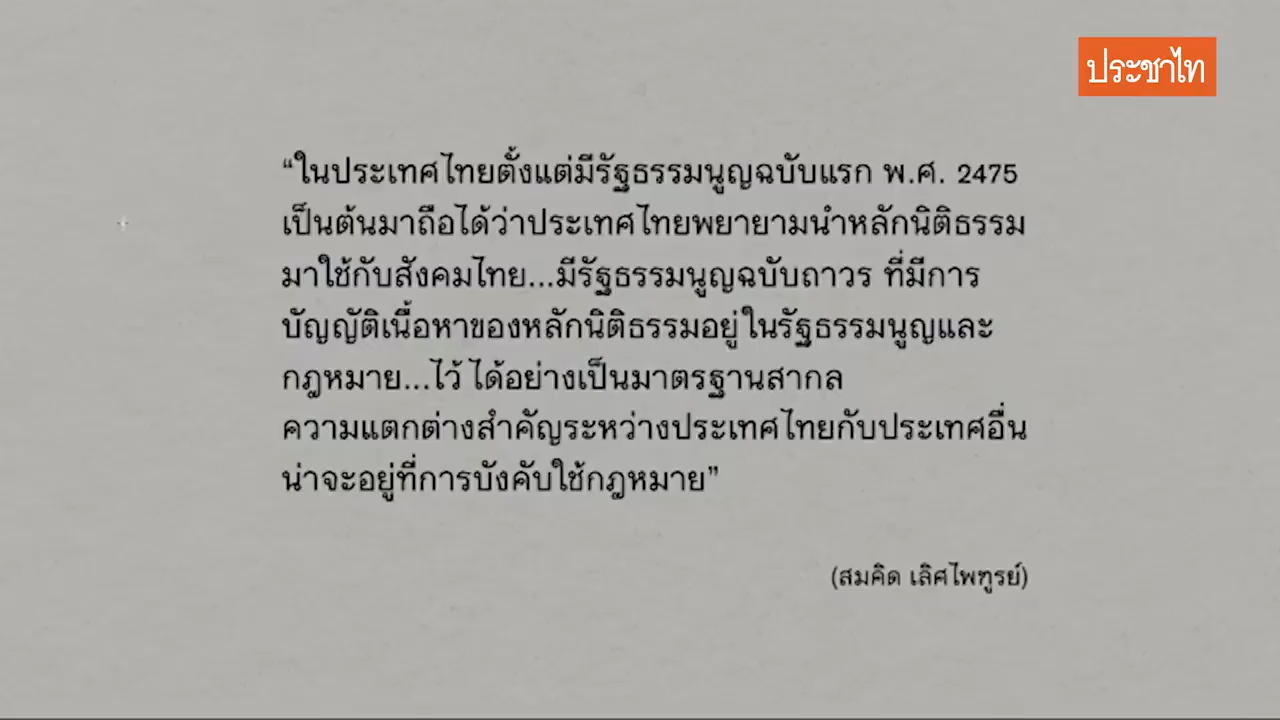 ประชาไท
“ในประเทศไทยตั้งแต่มีรัฐธรรมนูญฉบับแรก พ.ศ. 2475
เป็นต้นมาถือได้ว่าประเทศไทยพยายามนำหลักนิติธรรม
มาใช้กับสังคมไทย...มีรัฐธรรมนูญฉบับถาวร ที่มีการ
บัญญัติเนื้อหาของหลักนิติธรรมอยู่ในรัฐธรรมนูญและ
กฎหมาย...ไว้ ได้อย่างเป็นมาตรฐานสากล
ความแตกต่างสำคัญระหว่างประเทศไทยกับประเทศอื่น
น่าจะอยู่ที่การบังคับใช้กฎหมาย”
(สมคิด เลิศไพฑูรย์)